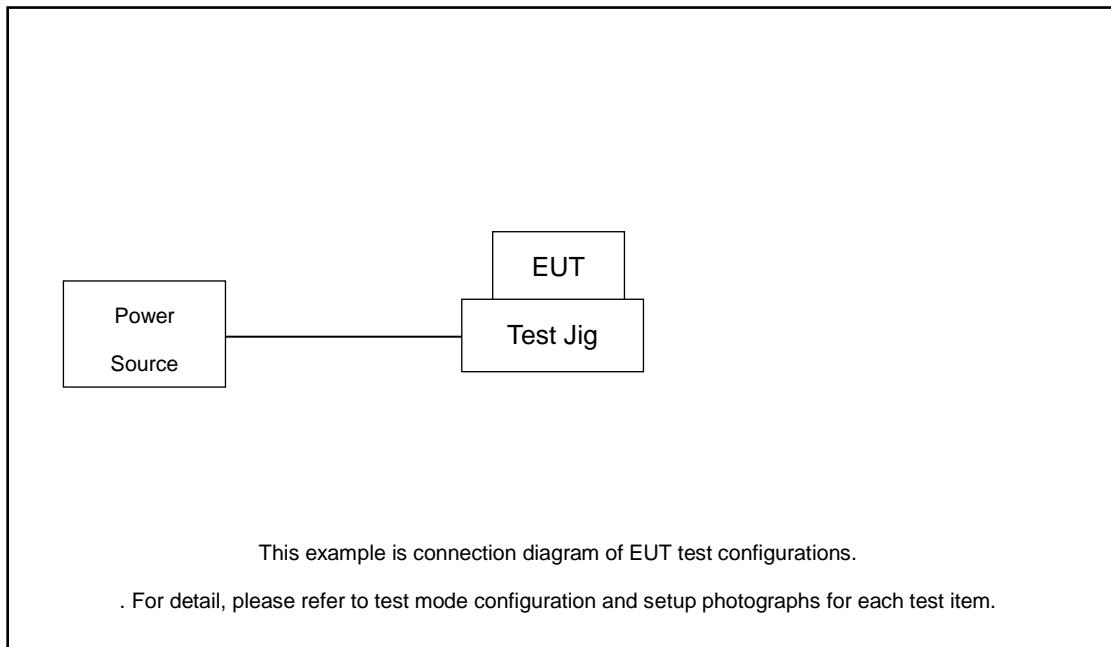 EUT
Test Jig
Power
Source
This example is connection diagram of EUT test configurations.
. For detail, please refer to test mode configuration and setup photographs for each test item.